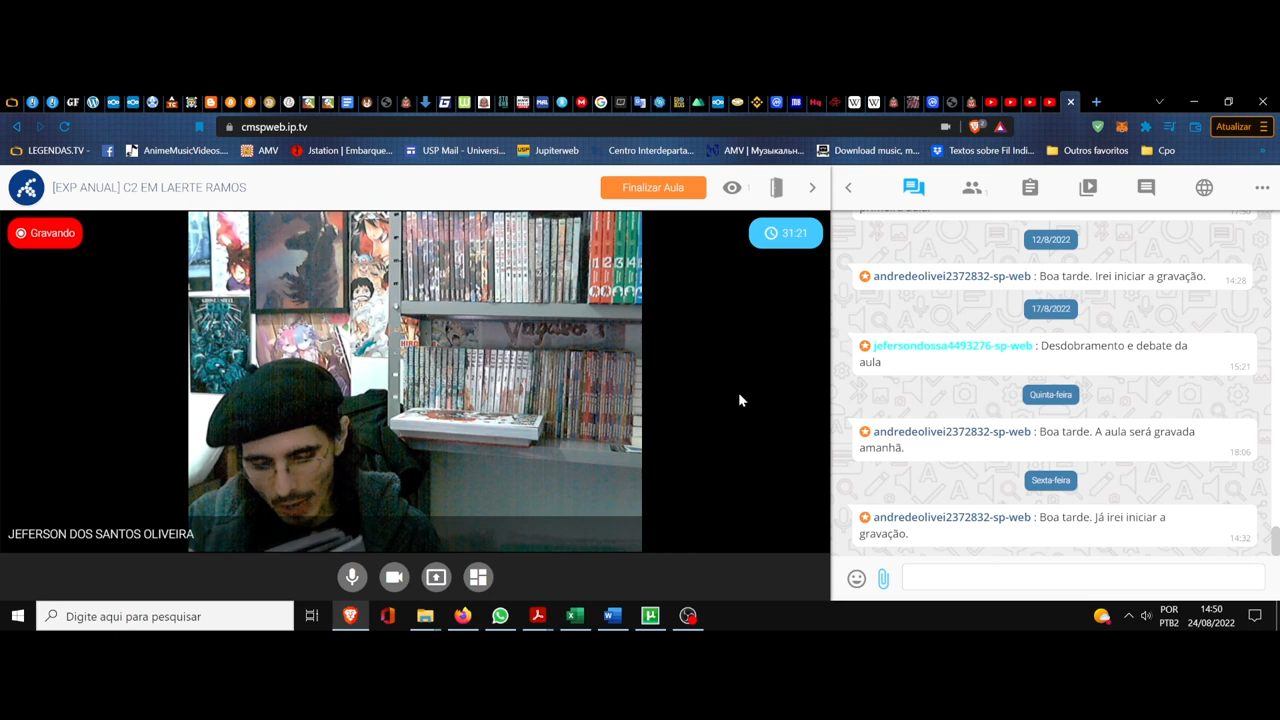 cmspweb.ip.tv
Atualizar
LEGENDAS.TV -
AnimeMusicVideos...
AMV
Jstation | Embarque...
USP Mail - Universi...
Jupiterweb
Centro Interdeparta...
AMV | Музыкальн...
Download music, m...
Textos sobre Fil Indi...
Outros favoritos
Cpo
[EXP ANUAL] C2 EM LAERTE RAMOS
Finalizar Aula
1
1
Gravando
31:21
12/8/2022
andredeolivei2372832-sp-web : Boa tarde. Irei iniciar a gravação.
14:28
17/8/2022
jefersondossa4493276-sp-web : Desdobramento e debate da
aula
15:21
Quinta-feira
andredeolivei2372832-sp-web : Boa tarde. A aula será gravada
amanhã.
18:06
Sexta-feira
andredeolivei2372832-sp-web : Boa tarde. Já irei iniciar a
gravação.
14:32
JEFERSON DOS SANTOS OLIVEIRA
Digite aqui para pesquisar
POR
PTB2
14:50
24/08/2022